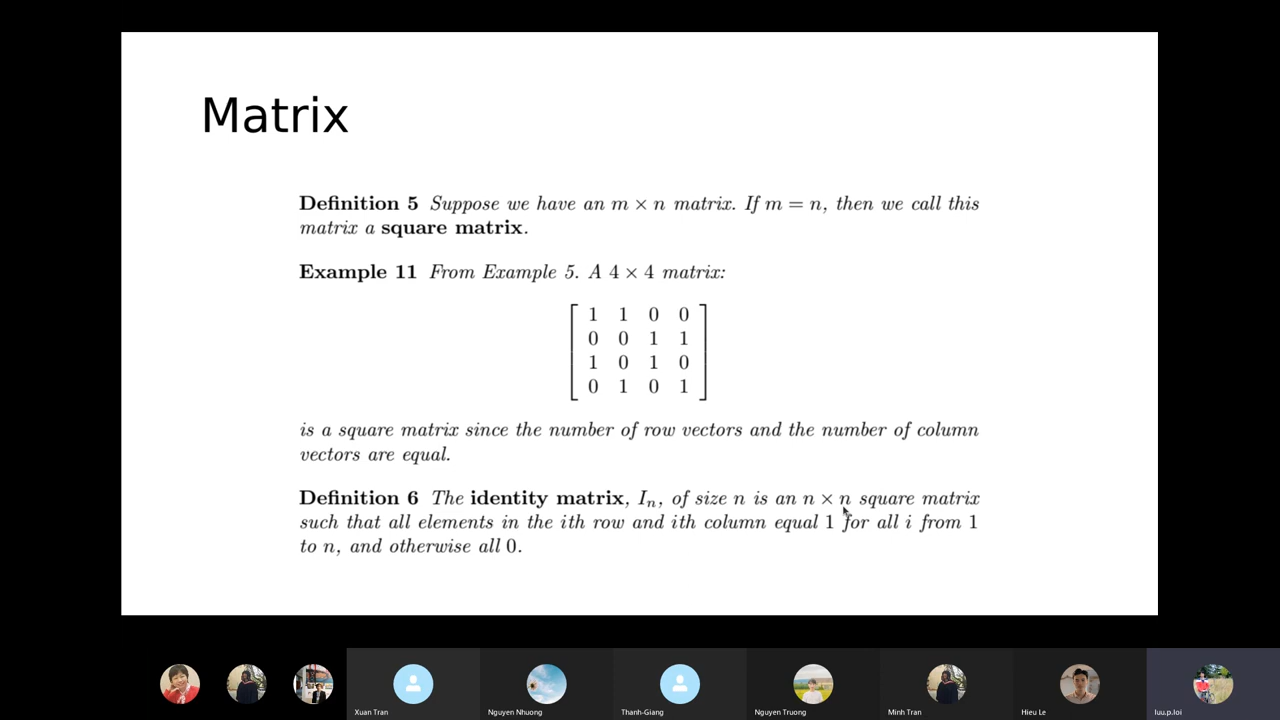 Matrix
Definition 5 Suppose we have an m × n matrix. If m = n, then we call this
matrix a square matrix.
Example 11 From Example 5. A 4 × 4 matrix:
1 1 0 0
0 0 1 1
1 0 1 0
0 1 0 1
is a square matrix since the number of row vectors and the number of column
vectors are equal.
Definition 6 The identity matrix, Iₙ, of size n is an n × n square matrix
such that all elements in the ith row and ith column equal 1 for all i from 1
to n, and otherwise all 0.
Xuan Tran
Nguyen Nhuong
Thanh-Giang
Nguyen Truong
Minh Tran
Hieu Le
luu.p.loi